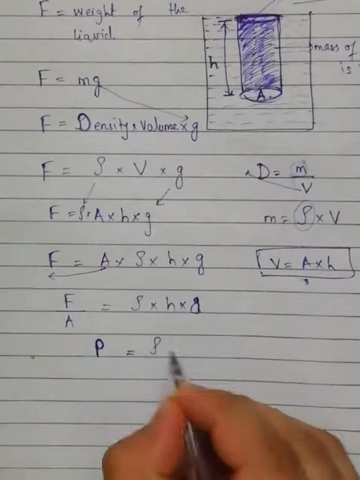 F = weight of the
liquid.
mass of
is
h
A
F = mg
F = Density × Volume × g
F = ρ × V × g
D = m/V
F = ρ × A × h × g
m = ρ × V
F = A × ρ × h × g
V = A × h
F/A = ρ × h × g
P = ρ